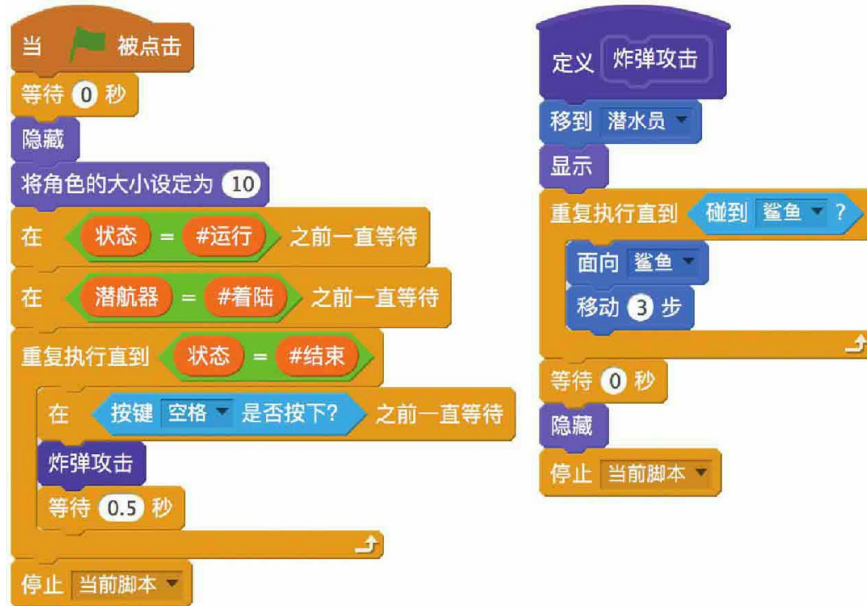 当 被点击
等待 0 秒
隐藏
将角色的大小设定为 10
在 状态 = #运行 之前一直等待
在 潜航器 = #着陆 之前一直等待
重复执行直到 状态 = #结束
在 按键 空格 是否按下? 之前一直等待
炸弹攻击
等待 0.5 秒
停止 当前脚本
定义 炸弹攻击
移到 潜水员
显示
重复执行直到 碰到 鲨鱼 ?
面向 鲨鱼
移动 3 步
等待 0 秒
隐藏
停止 当前脚本